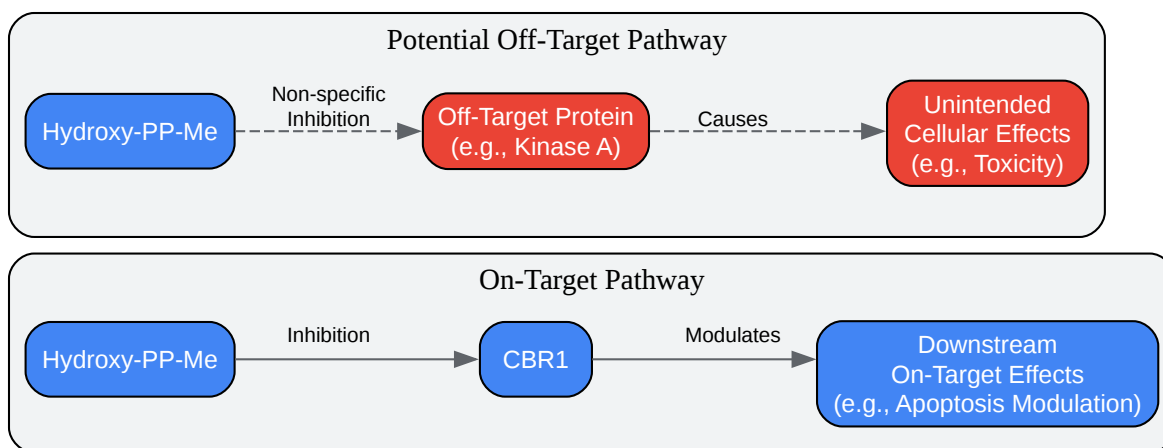 Potential Off-Target Pathway
Hydroxy-PP-Me
Non-specific
Inhibition
Off-Target Protein
(e.g., Kinase A)
Causes
Unintended
Cellular Effects
(e.g., Toxicity)
On-Target Pathway
Hydroxy-PP-Me
Inhibition
CBR1
Modulates
Downstream
On-Target Effects
(e.g., Apoptosis Modulation)